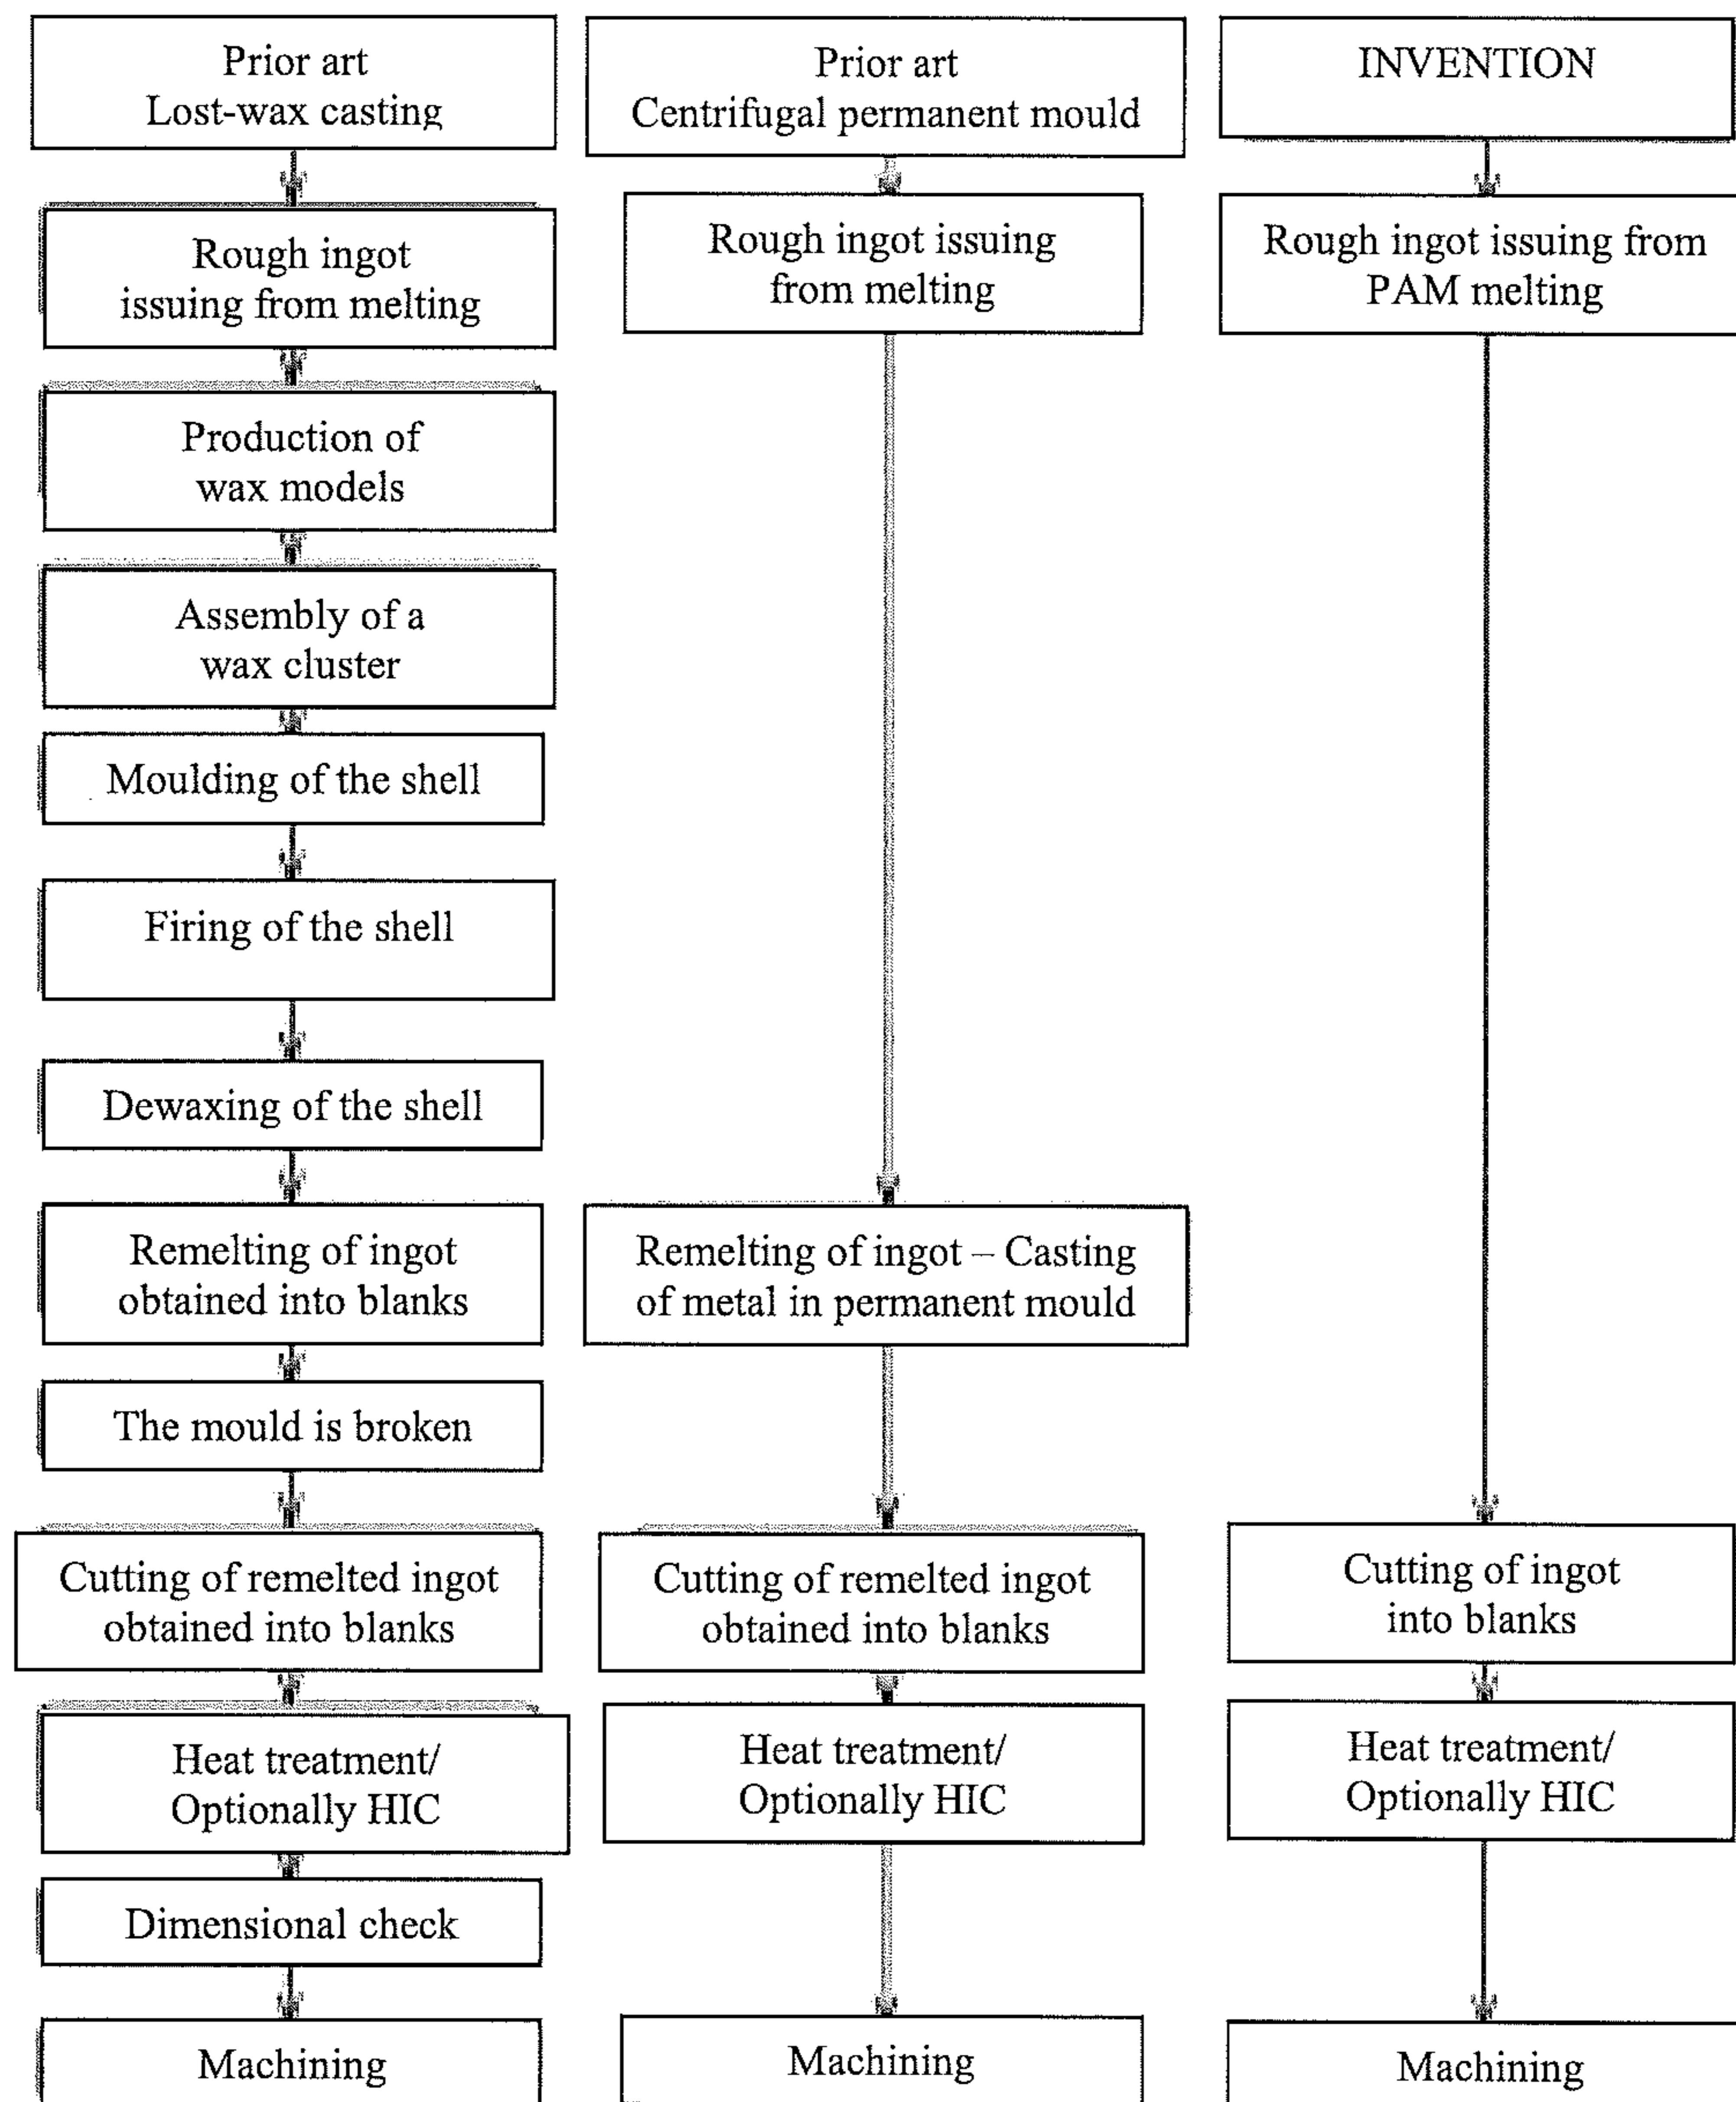 Prior art
Lost-wax casting
Rough ingot
issuing from melting
Production of
wax models
Assembly of a
wax cluster
Moulding of the shell
Firing of the shell
Dewaxing of the shell
Remelting of ingot
obtained into blanks
The mould is broken
Cutting of remelted ingot
obtained into blanks
Heat treatment/
Optionally HIC
Dimensional check
Machining
Prior art
Centrifugal permanent mould
Rough ingot issuing
from melting
Remelting of ingot – Casting
of metal in permanent mould
Cutting of remelted ingot
obtained into blanks
Heat treatment/
Optionally HIC
Machining
INVENTION
Rough ingot issuing from
PAM melting
Cutting of ingot
into blanks
Heat treatment/
Optionally HIC
Machining